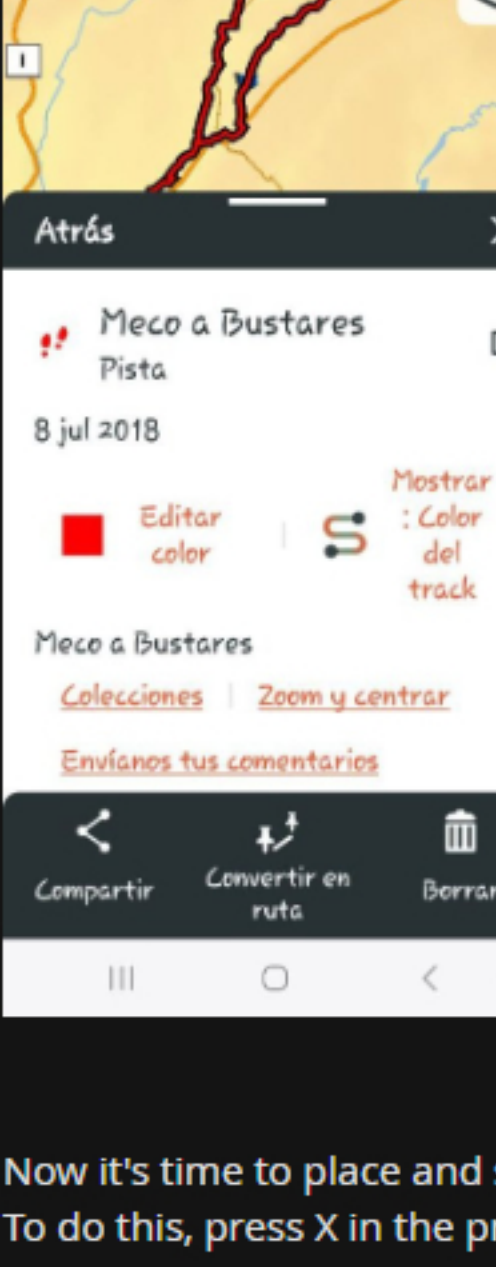 I
Atrás
Meco a Bustares
Pista
8 jul 2018
Editar
color
Mostrar
: Color
del
track
Meco a Bustares
Colecciones
Zoom y centrar
Envíanos tus comentarios
Compartir
Convertir en
ruta
Borrar
Now it's time to place and
To do this, press X in the